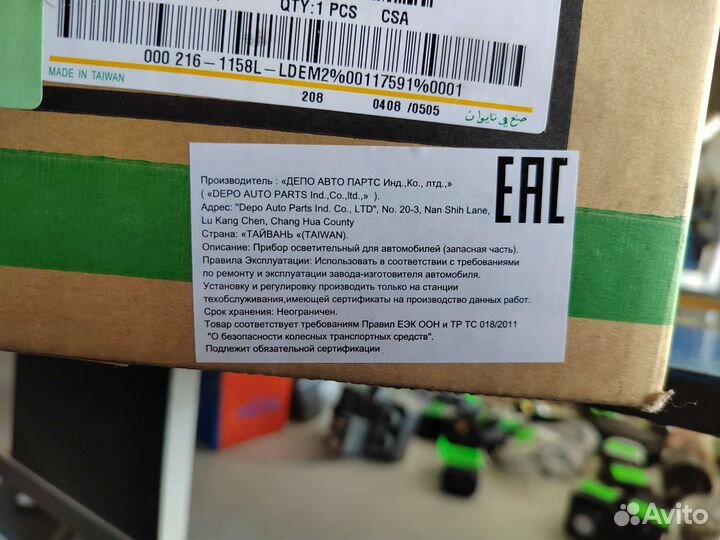 QTY:1 PCS CSA
000 216-1158L-LDEM2%00117591%0001
MADE IN TAIWAN
208 0408 /0505
صنع في تايوان
Производитель : «ДЕПО АВТО ПАРТС Инд.,Ко., лтд.,»
( «DEPO AUTO PARTS Ind.,Co.,ltd.,» ).
Адрес: "Depo Auto Parts Ind. Co., LTD", No. 20-3, Nan Shih Lane,
Lu Kang Chen, Chang Hua County
Страна: «ТАЙВАНЬ «(TAIWAN).
Описание: Прибор осветительный для автомобилей (запасная часть).
Правила Эксплуатации: Использовать в соответствии с требованиями
по ремонту и эксплуатации завода-изготовителя автомобиля.
Установку и регулировку производить только на станции
техобслуживания,имеющей сертификаты на производство данных работ.
Срок хранения: Неограничен.
Товар соответствует требованиям Правил ЕЭК ООН и ТР ТС 018/2011
"О безопасности колесных транспортных средств".
Подлежит обязательной сертификации
EAC
Avito